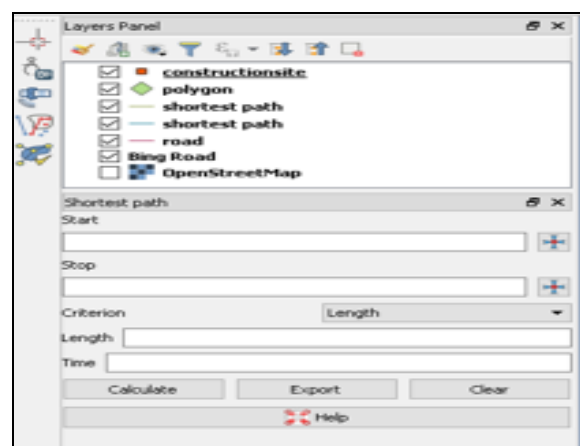 Layers Panel
constructionsite
polygon
shortest path
shortest path
road
Bing Road
OpenStreetMap
Shortest path
Start
Stop
Criterion Length
Length
Time
Calculate Export Clear
Help